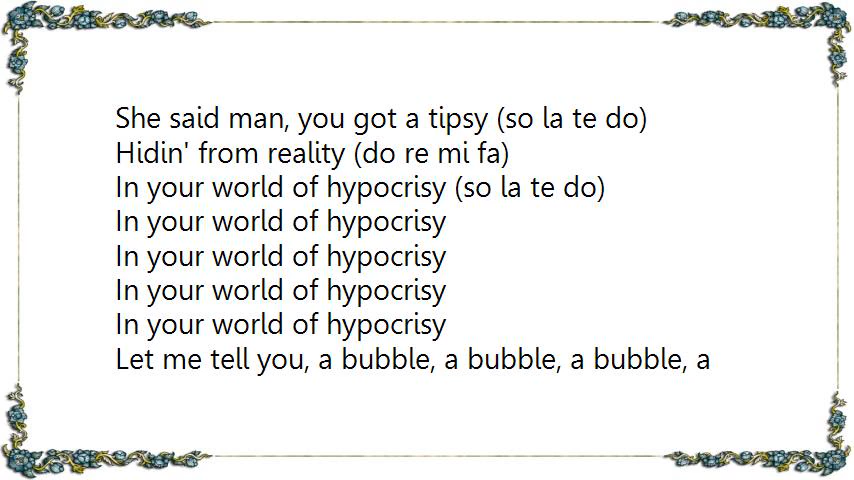 She said man, you got a tipsy (so la te do)
Hidin' from reality (do re mi fa)
In your world of hypocrisy (so la te do)
In your world of hypocrisy
In your world of hypocrisy
In your world of hypocrisy
In your world of hypocrisy
Let me tell you, a bubble, a bubble, a bubble, a